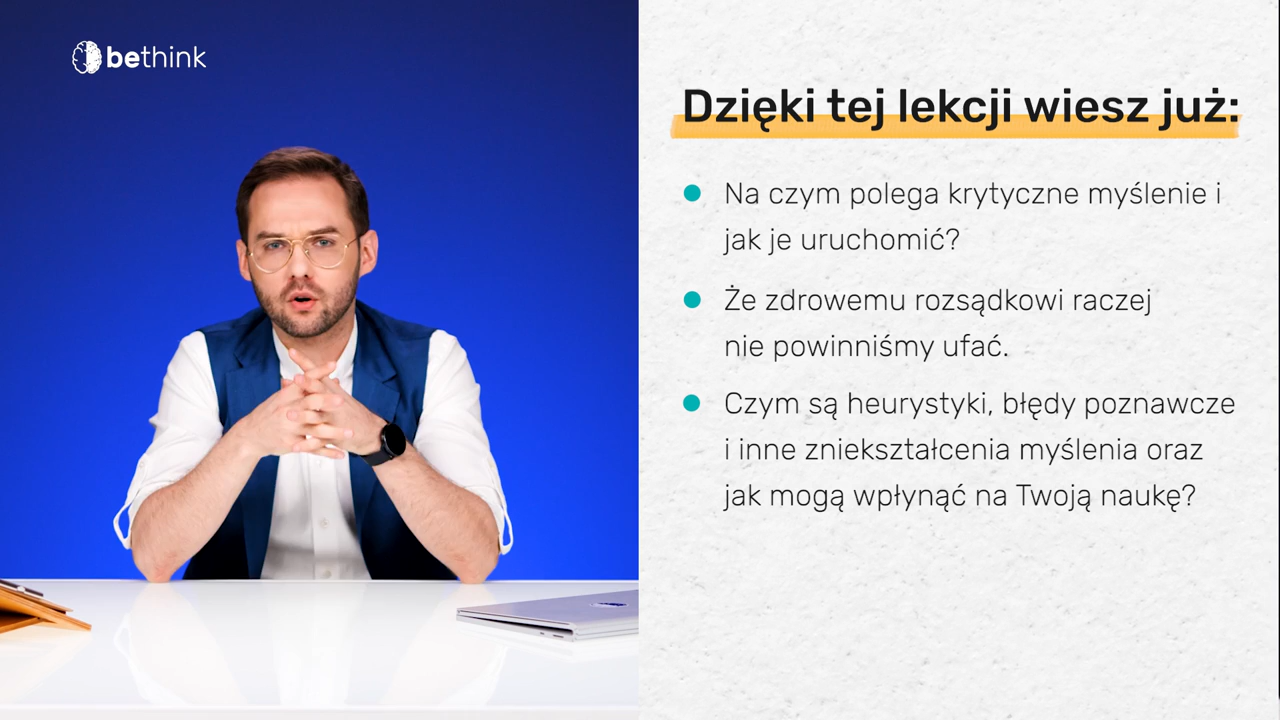 bethink
Dzięki tej lekcji wiesz już:
Na czym polega krytyczne myślenie i
jak je uruchomić?
Że zdrowemu rozsądkowi raczej
nie powinniśmy ufać.
Czym są heurystyki, błędy poznawcze
i inne zniekształcenia myślenia oraz
jak mogą wpłynąć na Twoją naukę?